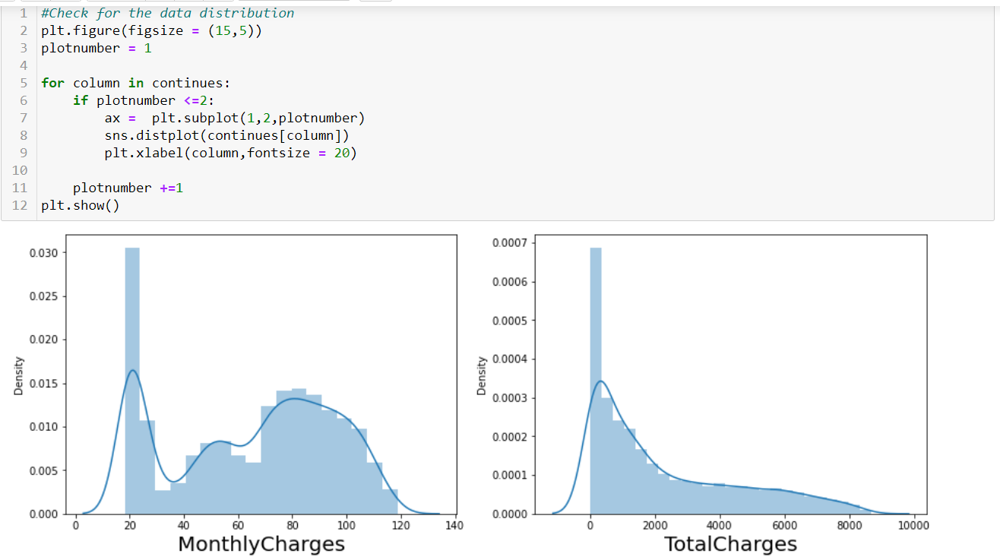 1 #Check for the data distribution
2 plt.figure(figsize = (15,5))
3 plotnumber = 1
4
5 for column in continues:
6     if plotnumber <=2:
7         ax =  plt.subplot(1,2,plotnumber)
8         sns.distplot(continues[column])
9         plt.xlabel(column,fontsize = 20)
10
11     plotnumber +=1
12 plt.show()
0.030
0.025
0.020
0.015
0.010
0.005
0.000
Density
0 20 40 60 80 100 120 140
MonthlyCharges
0.0007
0.0006
0.0005
0.0004
0.0003
0.0002
0.0001
0.0000
Density
0 2000 4000 6000 8000 10000
TotalCharges